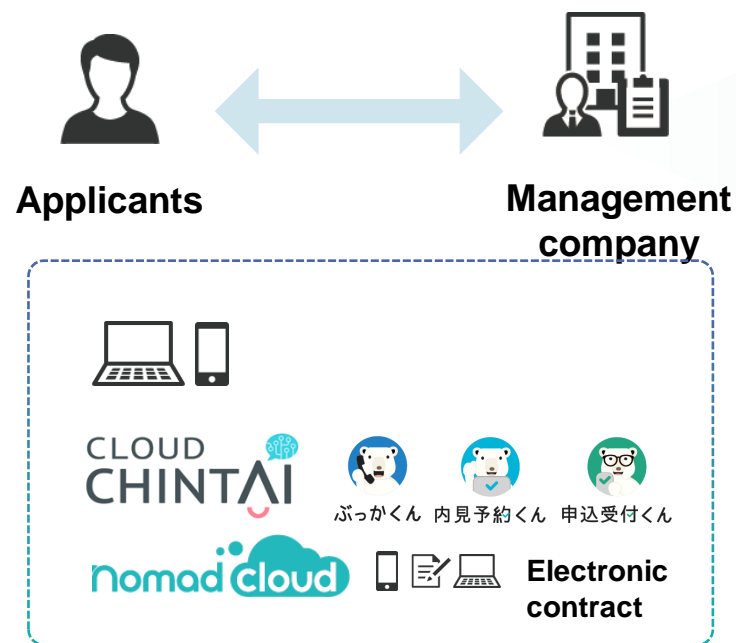 Applicants
Management
company
CLOUD
CHINTAI
ぶっかくん
内見予約くん
申込受付くん
nomad cloud
Electronic
contract